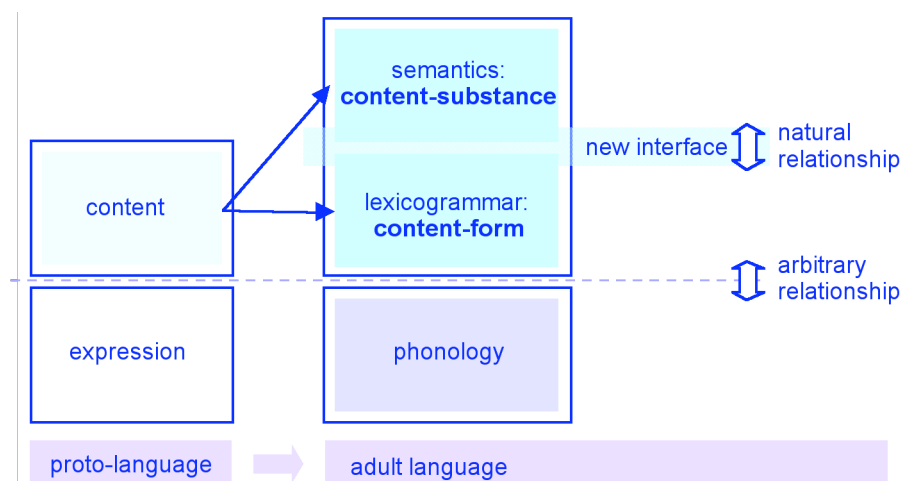 semantics:
content-substance
new interface
natural
relationship
content
lexicogrammar:
content-form
arbitrary
relationship
expression
phonology
proto-language
adult language